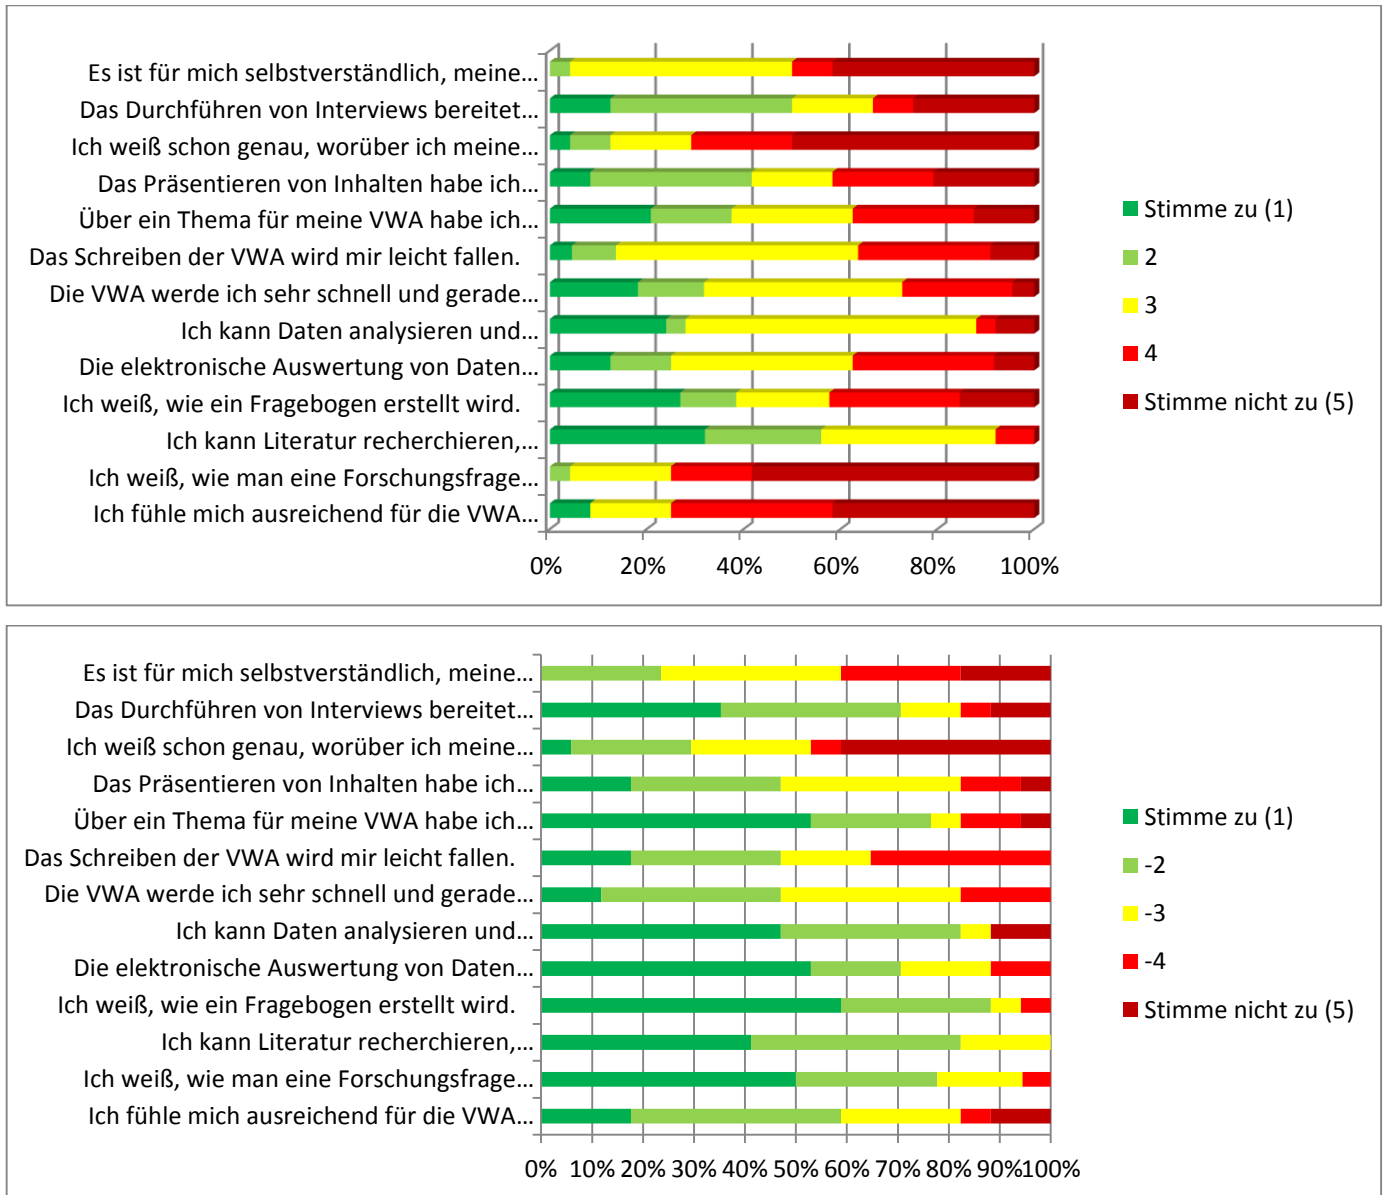 Es ist für mich selbstverständlich, meine...
Das Durchführen von Interviews bereitet...
Ich weiß schon genau, worüber ich meine...
Das Präsentieren von Inhalten habe ich...
Über ein Thema für meine VWA habe ich...
Das Schreiben der VWA wird mir leicht fallen.
Die VWA werde ich sehr schnell und gerade...
Ich kann Daten analysieren und...
Die elektronische Auswertung von Daten...
Ich weiß, wie ein Fragebogen erstellt wird.
Ich kann Literatur recherchieren,...
Ich weiß, wie man eine Forschungsfrage...
Ich fühle mich ausreichend für die VWA...
0% 20% 40% 60% 80% 100%
Stimme zu (1)
2
3
4
Stimme nicht zu (5)
Es ist für mich selbstverständlich, meine...
Das Durchführen von Interviews bereitet...
Ich weiß schon genau, worüber ich meine...
Das Präsentieren von Inhalten habe ich...
Über ein Thema für meine VWA habe ich...
Das Schreiben der VWA wird mir leicht fallen.
Die VWA werde ich sehr schnell und gerade...
Ich kann Daten analysieren und...
Die elektronische Auswertung von Daten...
Ich weiß, wie ein Fragebogen erstellt wird.
Ich kann Literatur recherchieren,...
Ich weiß, wie man eine Forschungsfrage...
Ich fühle mich ausreichend für die VWA...
0% 10% 20% 30% 40% 50% 60% 70% 80% 90% 100%
Stimme zu (1)
-2
-3
-4
Stimme nicht zu (5)